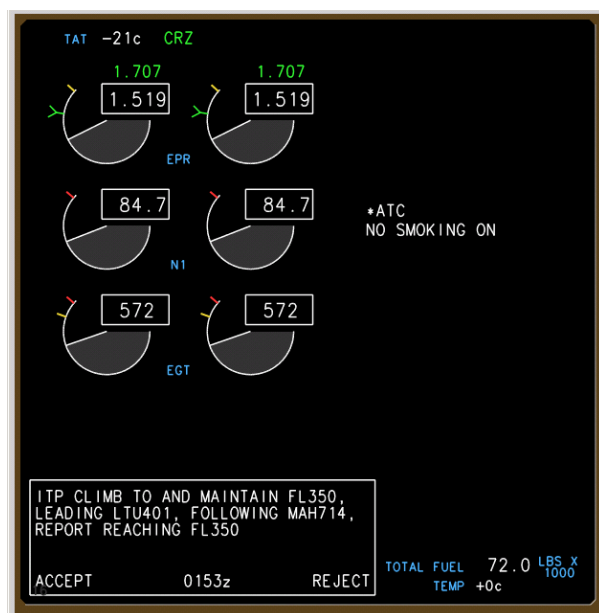 TAT -21c CRZ
1.707 1.707
1.519 1.519
EPR
84.7 84.7
*ATC
NO SMOKING ON
N1
572 572
EGT
ITP CLIMB TO AND MAINTAIN FL350,
LEADING LTU401, FOLLOWING MAH714,
REPORT REACHING FL350
ACCEPT 0153z REJECT
TOTAL FUEL 72.0 LBS X
1000
TEMP +0c